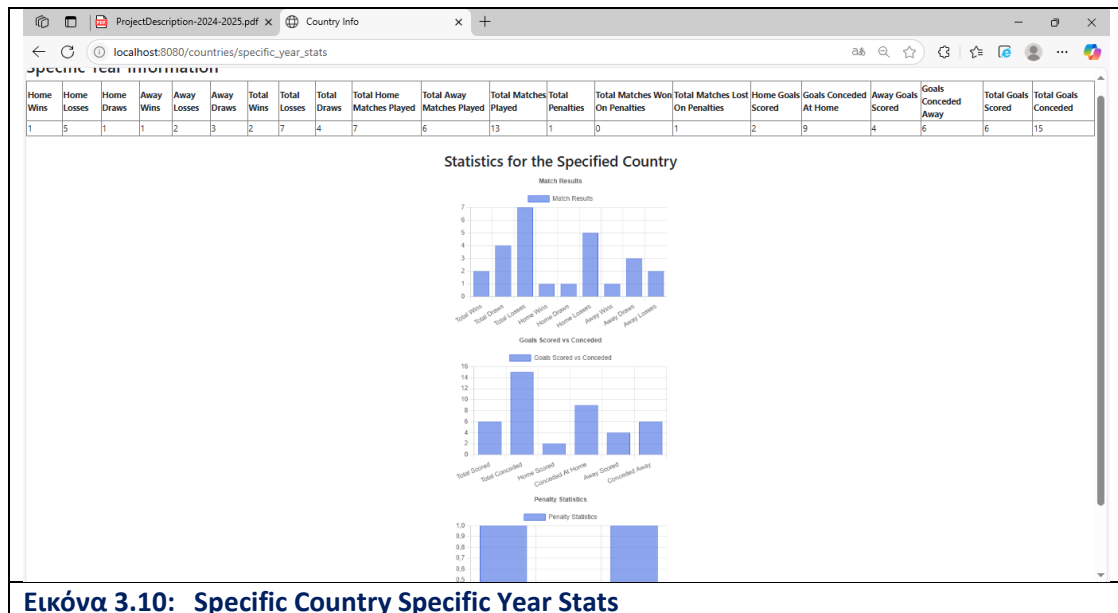 ProjectDescription-2024-2025.pdf
Country Info
localhost:8080/countries/specific_year_stats
Specific Year Information
Home Wins Home Losses Home Draws Away Wins Away Losses Away Draws Total Wins Total Losses Total Draws Total Home Matches Played Total Away Matches Played Total Matches Played Total Penalties Total Matches Won On Penalties Total Matches Lost On Penalties Home Goals Scored Goals Conceded At Home Away Goals Scored Goals Conceded Away Total Goals Scored Total Goals Conceded
1 5 1 1 2 3 2 7 4 7 6 13 1 0 1 2 9 4 6 6 15
Statistics for the Specified Country
Match Results
Match Results
7
6
5
4
3
2
1
0
Total Wins Total Draws Total Losses Home Wins Home Draws Home Losses Away Wins Away Draws Away Losses
Goals Scored vs Conceded
Goals Scored vs Conceded
16
14
12
10
8
6
4
2
0
Total Scored Total Conceded Home Scored Conceded At Home Away Scored Conceded Away
Penalty Statistics
Penalty Statistics
1,0
0,9
0,8
0,7
0,6
0,5
Εικόνα 3.10: Specific Country Specific Year Stats